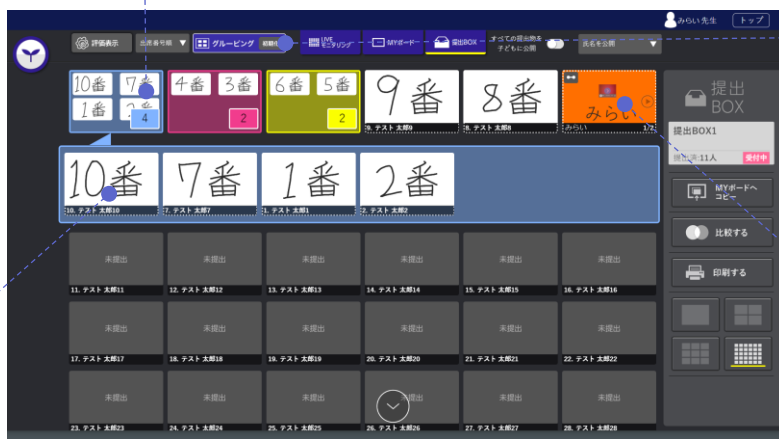 みらい先生
トップ
評価表示
出席番号順 ▼
グルーピング
初期化
LIVE
モニタリング
MYボード
提出BOX
すべての提出物を
子どもに公開
氏名を公開 ▼
10番
7番
1番
2番
4
4番
3番
2
6番
5番
2
9番
9. テスト 太郎9
8番
8. テスト 太郎8
みらい
みらい
1/2
提出
BOX
提出BOX1
提出済:11人
受付中
10番
10. テスト 太郎10
7番
7. テスト 太郎7
1番
1. テスト 太郎1
2番
2. テスト 太郎2
MYボードへ
コピー
比較する
印刷する
未提出
11. テスト 太郎11
未提出
12. テスト 太郎12
未提出
13. テスト 太郎13
未提出
14. テスト 太郎14
未提出
15. テスト 太郎15
未提出
16. テスト 太郎16
未提出
17. テスト 太郎17
未提出
18. テスト 太郎18
未提出
19. テスト 太郎19
未提出
20. テスト 太郎20
未提出
21. テスト 太郎21
未提出
22. テスト 太郎22
未提出
23. テスト 太郎23
未提出
24. テスト 太郎24
未提出
25. テスト 太郎25
未提出
26. テスト 太郎26
未提出
27. テスト 太郎27
未提出
28. テスト 太郎28